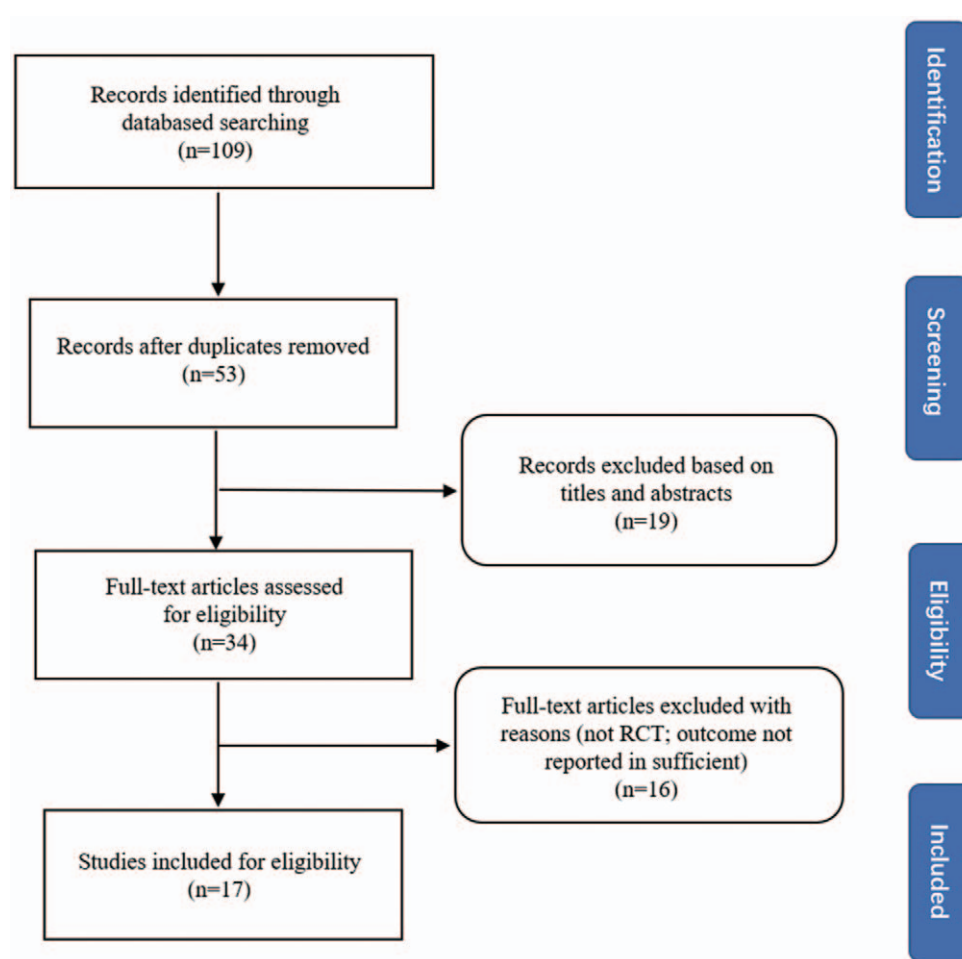 Records identified through
databased searching
(n=109)
Identification
Records after duplicates removed
(n=53)
Screening
Records excluded based on
titles and abstracts
(n=19)
Full-text articles assessed
for eligibility
(n=34)
Eligibility
Full-text articles excluded with
reasons (not RCT; outcome not
reported in sufficient)
(n=16)
Studies included for eligibility
(n=17)
Included